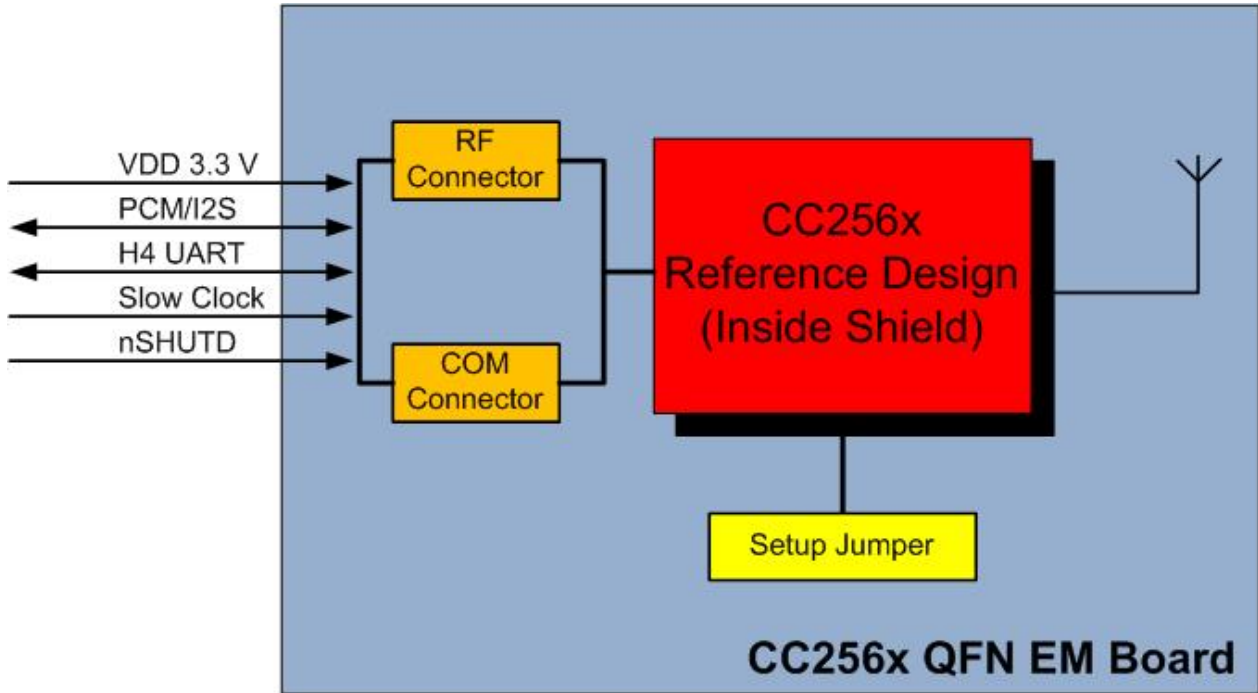 VDD 3.3 V
PCM/I2S
H4 UART
Slow Clock
nSHUTD
RF
Connector
COM
Connector
CC256x
Reference Design
(Inside Shield)
Setup Jumper
CC256x QFN EM Board